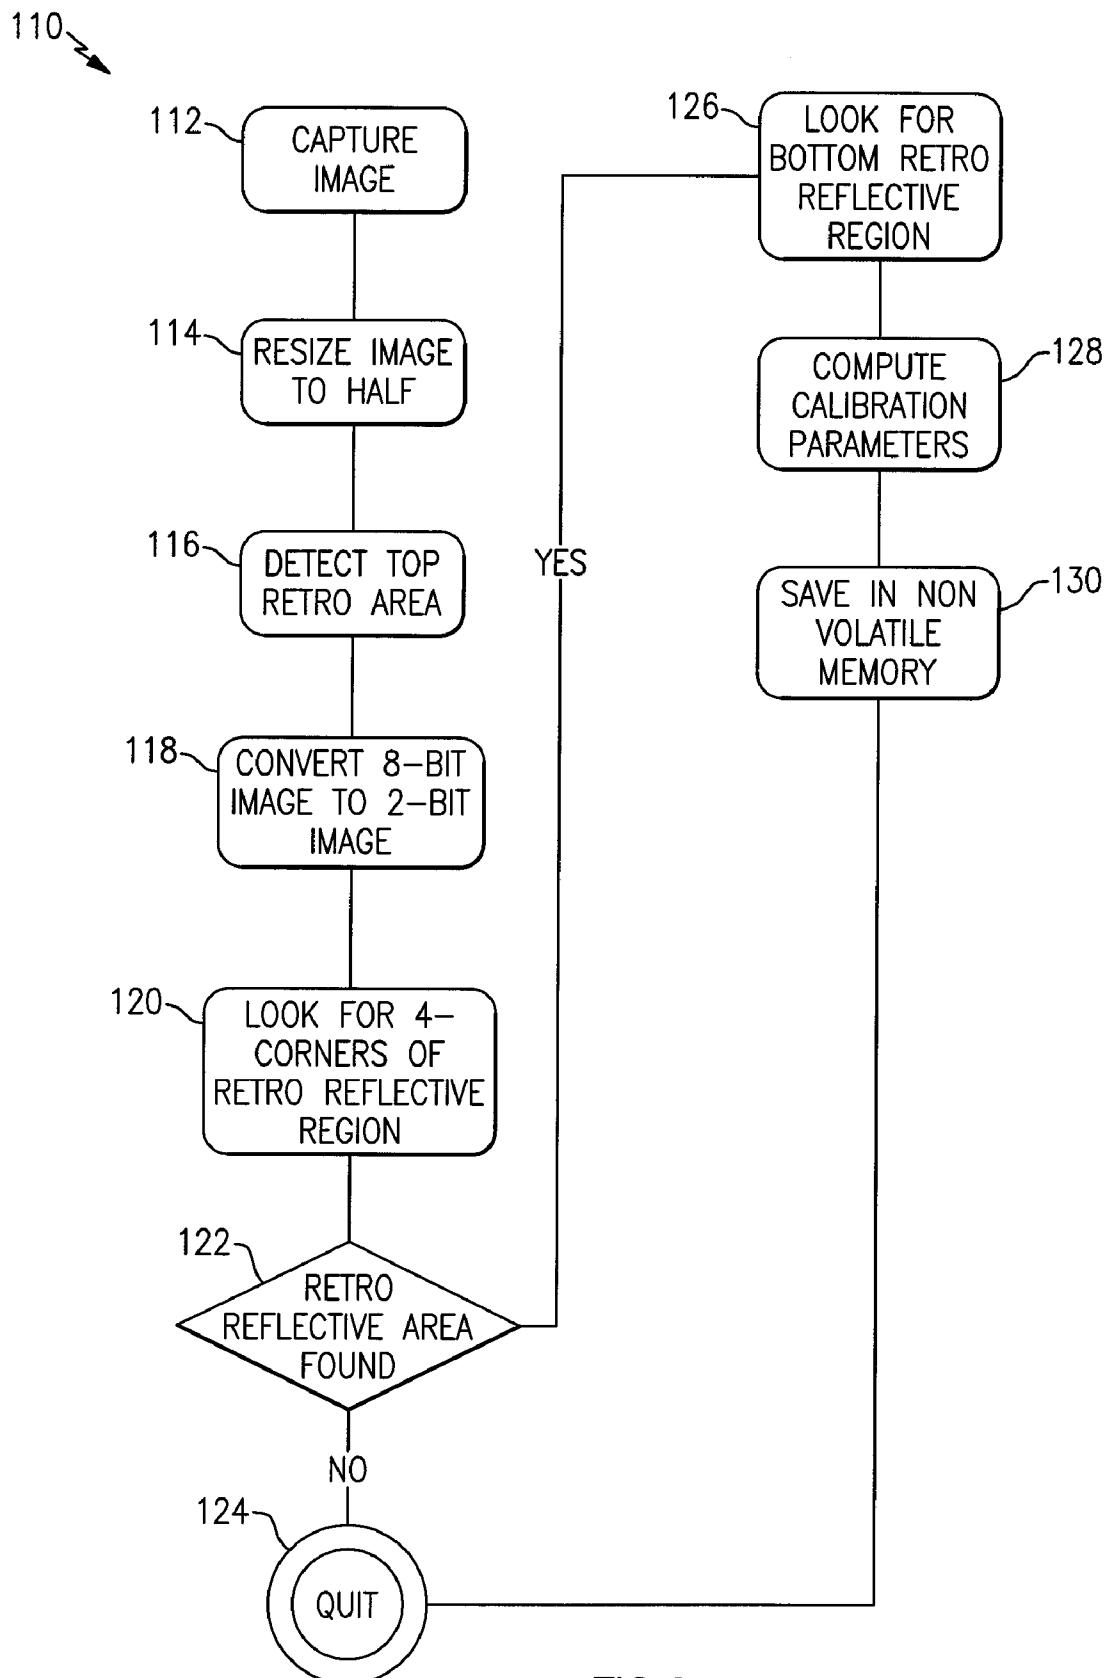 110
112
CAPTURE
IMAGE
114
RESIZE IMAGE
TO HALF
116
DETECT TOP
RETRO AREA
118
CONVERT 8-BIT
IMAGE TO 2-BIT
IMAGE
120
LOOK FOR 4-
CORNERS OF
RETRO REFLECTIVE
REGION
122
RETRO
REFLECTIVE AREA
FOUND
NO
124
QUIT
YES
126
LOOK FOR
BOTTOM RETRO
REFLECTIVE
REGION
128
COMPUTE
CALIBRATION
PARAMETERS
130
SAVE IN NON
VOLATILE
MEMORY